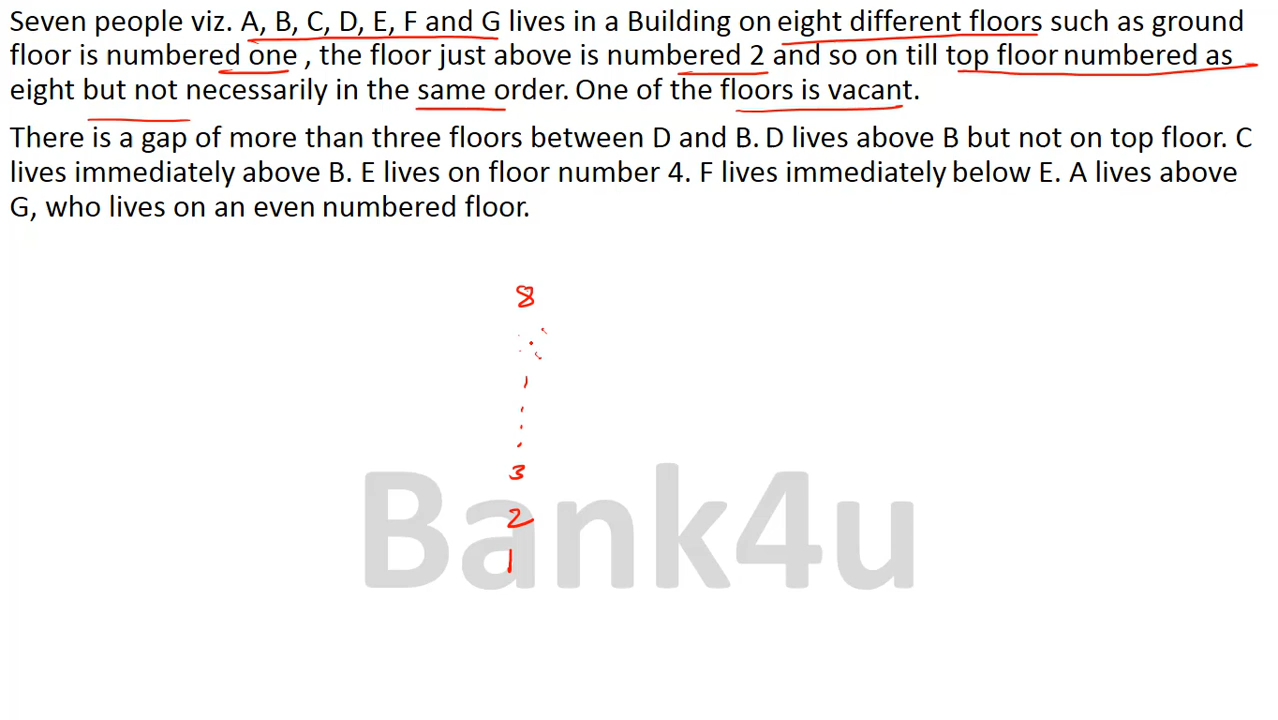 Seven people viz. A, B, C, D, E, F and G lives in a Building on eight different floors such as ground
floor is numbered one , the floor just above is numbered 2 and so on till top floor numbered as
eight but not necessarily in the same order. One of the floors is vacant.
There is a gap of more than three floors between D and B. D lives above B but not on top floor. C
lives immediately above B. E lives on floor number 4. F lives immediately below E. A lives above
G, who lives on an even numbered floor.
8
3
2
1
Bank4u